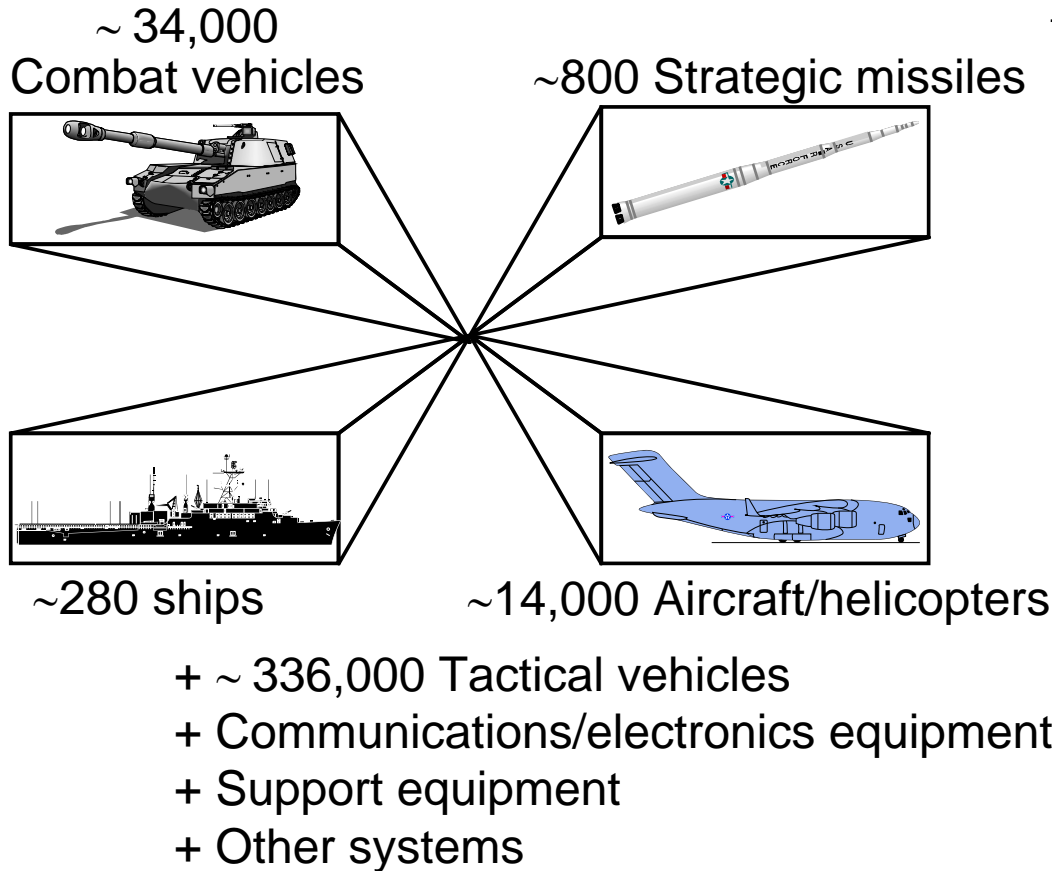 ~ 34,000
Combat vehicles
~800 Strategic missiles
U S A I R F O R C E
~280 ships
~14,000 Aircraft/helicopters
+ ~ 336,000 Tactical vehicles
+ Communications/electronics equipment
+ Support equipment
+ Other systems